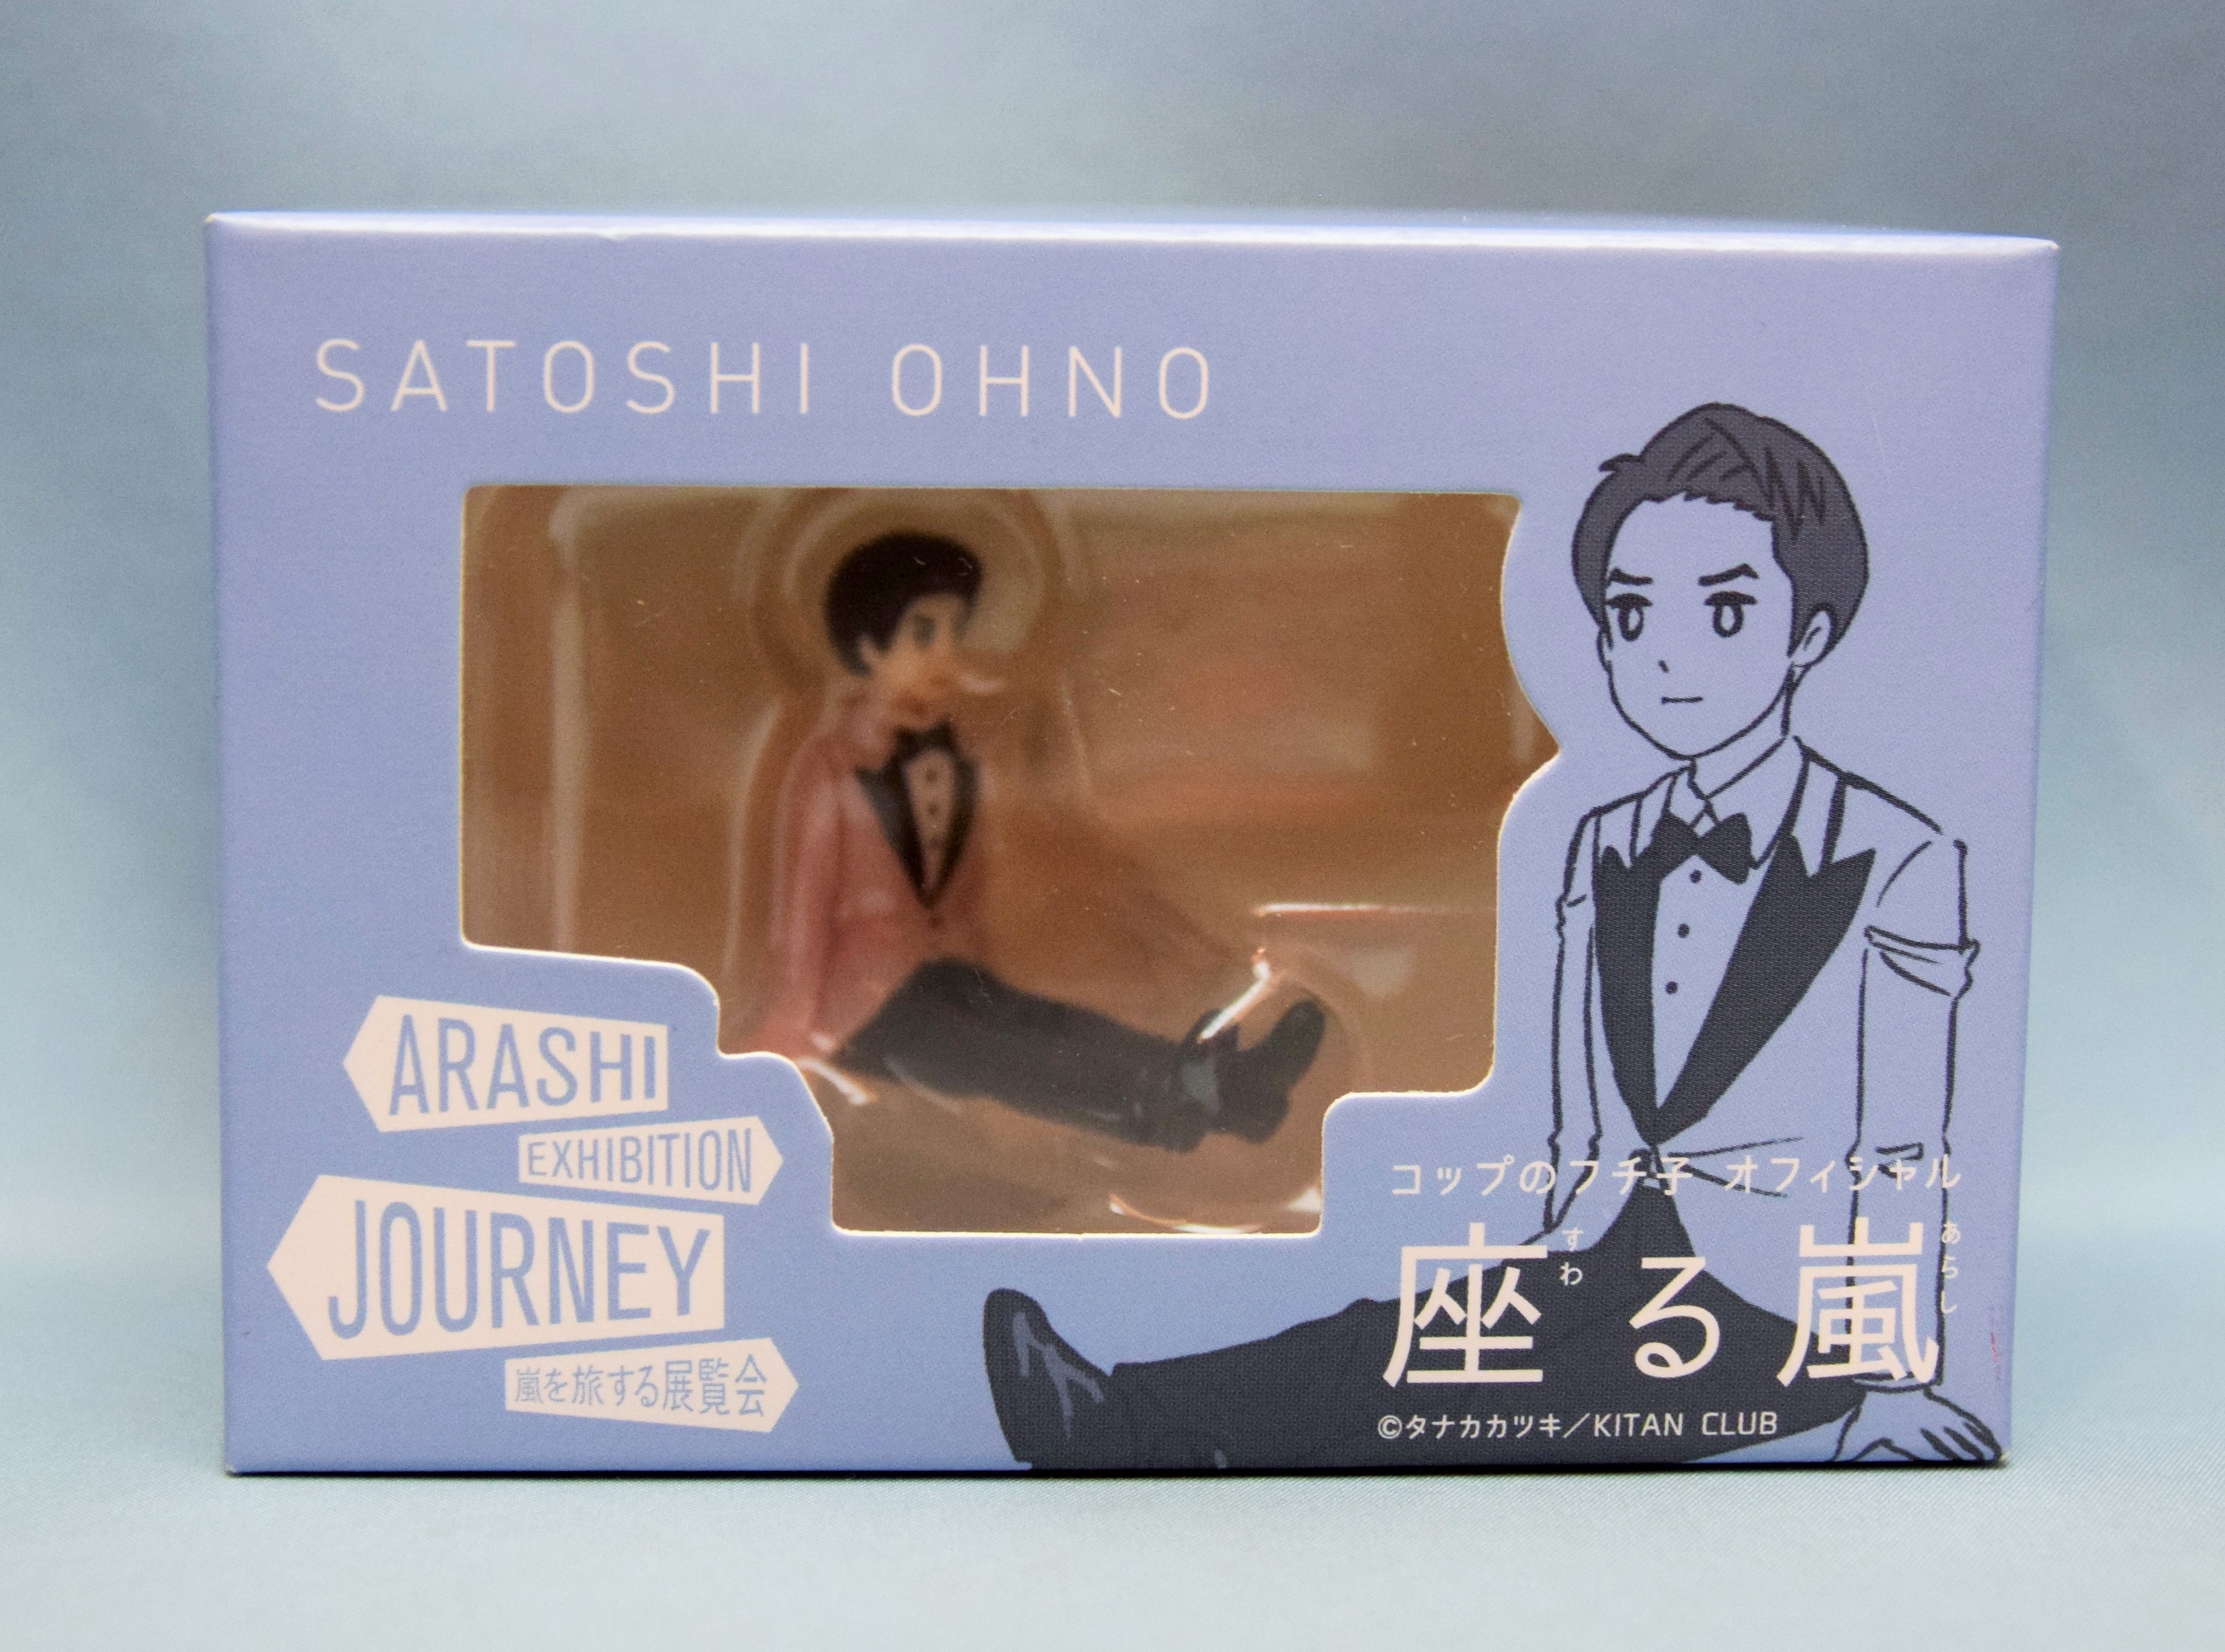 SATOSHI OHNO
ARASHI
EXHIBITION
JOURNEY
嵐を旅する展覧会
コップのフチ子 オフィシャル
すわ あらし
座る嵐
©タナカカツキ／KITAN CLUB